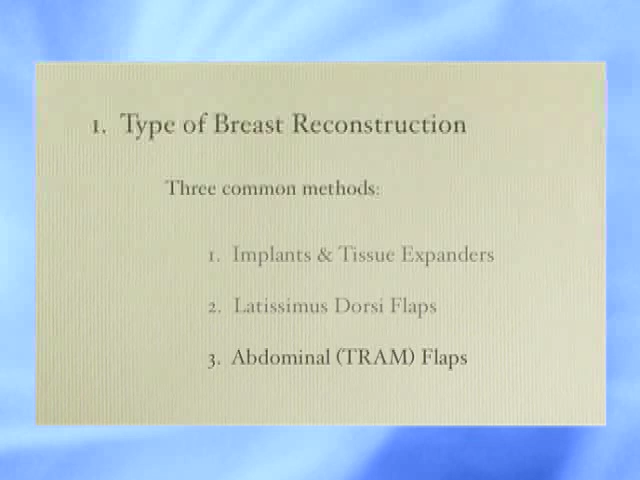 1. Type of Breast Reconstruction
Three common methods:
1. Implants & Tissue Expanders
2. Latissimus Dorsi Flaps
3. Abdominal (TRAM) Flaps